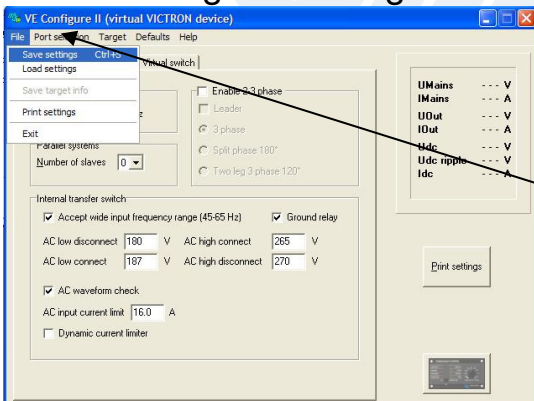 VE Configure II (virtual VICTRON device)
File Port selection Target Defaults Help
Save settings Ctrl+S
Load settings
Save target info
Print settings
Exit
Virtual switch
Enable 2-3 phase
Leader
3 phase
Split phase 180°
Two leg 3 phase 120°
Parallel systems
Number of slaves 0
UMains --- V
IMains --- A
UOut --- V
IOut --- A
Udc --- V
Udc ripple --- V
Idc --- A
Internal transfer switch
Accept wide input frequency range (45-65 Hz) Ground relay
AC low disconnect 180 V AC high connect 265 V
AC low connect 187 V AC high disconnect 270 V
AC waveform check
AC input current limit 16.0 A
Dynamic current limiter
Print settings